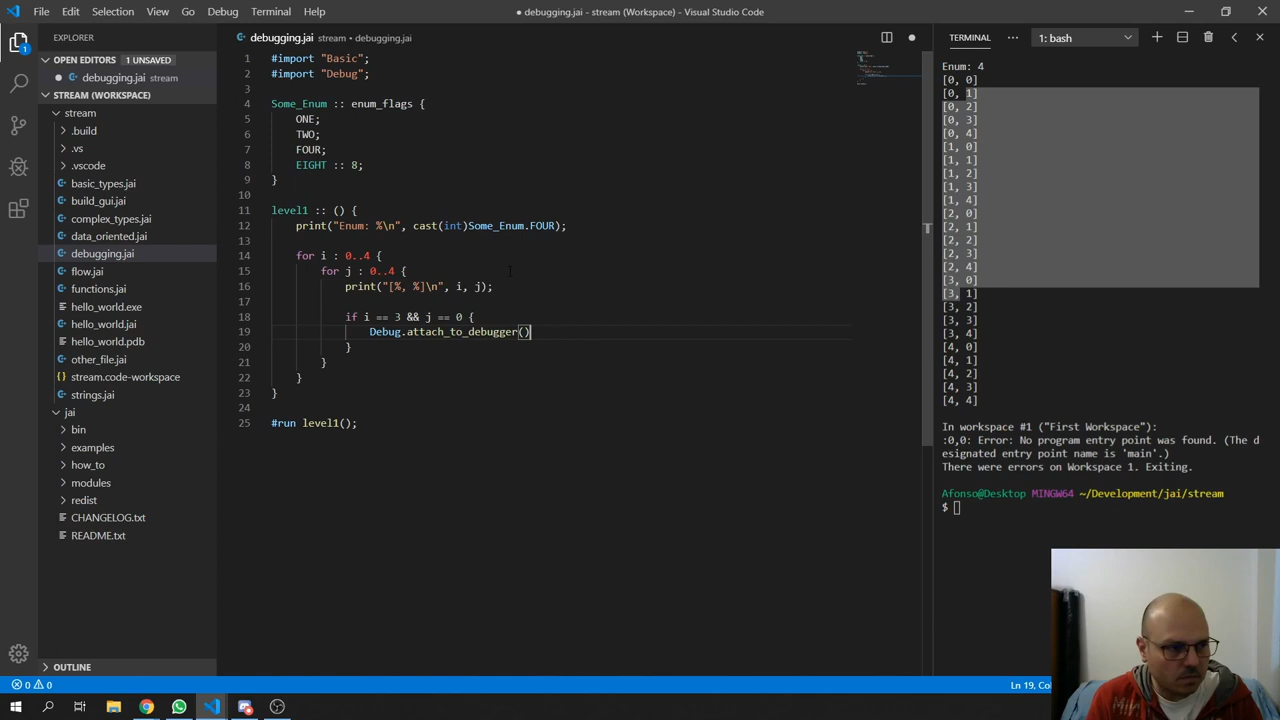 File Edit Selection View Go Debug Terminal Help
● debugging.jai - stream (Workspace) - Visual Studio Code
EXPLORER
OPEN EDITORS 1 UNSAVED
debugging.jai stream
STREAM (WORKSPACE)
stream
.build
.vs
.vscode
basic_types.jai
build_gui.jai
complex_types.jai
data_oriented.jai
debugging.jai
flow.jai
functions.jai
hello_world.exe
hello_world.jai
hello_world.pdb
other_file.jai
stream.code-workspace
strings.jai
jai
bin
examples
how_to
modules
redist
CHANGELOG.txt
README.txt
OUTLINE
debugging.jai stream • debugging.jai
1 #import "Basic";
2 #import "Debug";
3
4 Some_Enum :: enum_flags {
5 ONE;
6 TWO;
7 FOUR;
8 EIGHT :: 8;
9 }
10
11 level1 :: () {
12 print("Enum: %\n", cast(int)Some_Enum.FOUR);
13
14 for i : 0..4 {
15 for j : 0..4 {
16 print("[%, %]\n", i, j);
17
18 if i == 3 && j == 0 {
19 Debug.attach_to_debugger()
20 }
21 }
22 }
23 }
24
25 #run level1();
TERMINAL ··· 1: bash
Enum: 4
[0, 0]
[0, 1]
[0, 2]
[0, 3]
[0, 4]
[1, 0]
[1, 1]
[1, 2]
[1, 3]
[1, 4]
[2, 0]
[2, 1]
[2, 2]
[2, 3]
[2, 4]
[3, 0]
[3, 1]
[3, 2]
[3, 3]
[3, 4]
[4, 0]
[4, 1]
[4, 2]
[4, 3]
[4, 4]
In workspace #1 ("First Workspace"):
:0,0: Error: No program entry point was found. (The d
esignated entry point name is 'main'.)
There were errors on Workspace 1. Exiting.
Afonso@Desktop MINGW64 ~/Development/jai/stream
$
0 0
Ln 19,
1